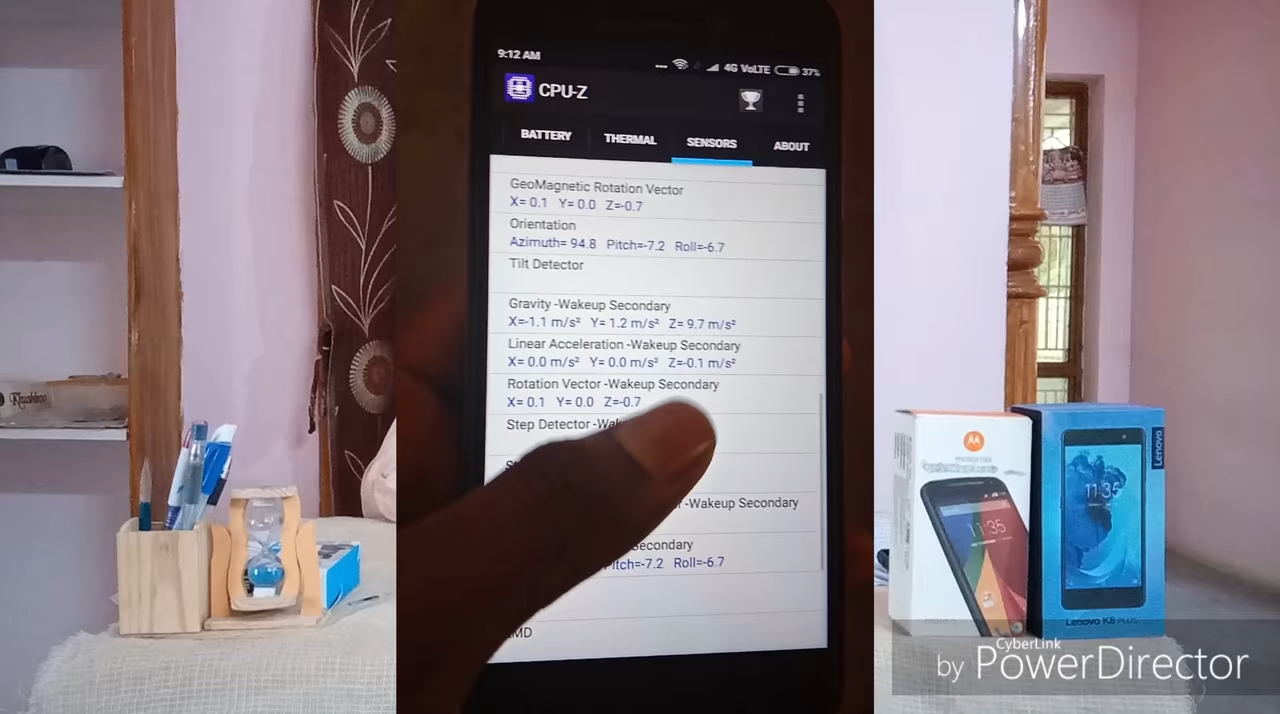 9:12 AM
4G VoLTE 37%
CPU-Z
BATTERY THERMAL SENSORS ABOUT
GeoMagnetic Rotation Vector
X= 0.1 Y= 0.0 Z=-0.7
Orientation
Azimuth= 94.8 Pitch=-7.2 Roll=-6.7
Tilt Detector
Gravity -Wakeup Secondary
X=-1.1 m/s² Y= 1.2 m/s² Z= 9.7 m/s²
Linear Acceleration -Wakeup Secondary
X= 0.0 m/s² Y= 0.0 m/s² Z=-0.1 m/s²
Rotation Vector -Wakeup Secondary
X= 0.1 Y= 0.0 Z=-0.7
Step Detector
-Wakeup Secondary
Secondary
Pitch=-7.2 Roll=-6.7
Khushboo
11:35
Lenovo
11:35
Lenovo K8 PLUS
CyberLink
by PowerDirector